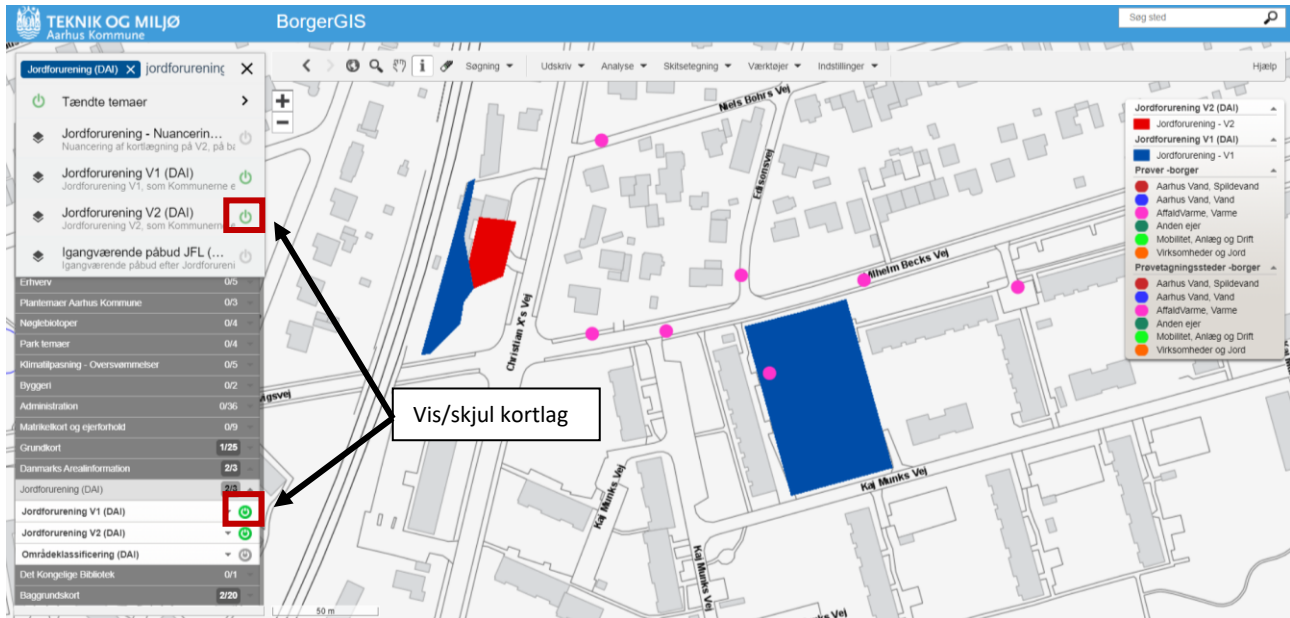 TEKNIK OG MILJØ
Aarhus Kommune
BorgerGIS
Søg sted
Jordforurening (DAI) X jordforurening
Tændte temaer
Jordforurening - Nuancerin...
Nuancering af kortlægning på V2, på ba
Jordforurening V1 (DAI)
Jordforurening V1, som Kommunerne e
Jordforurening V2 (DAI)
Jordforurening V2, som Kommunerne
Igangværende påbud JFL (...
Igangværende påbud efter Jordforureni
Erhverv 0/5
Plantemaer Aarhus Kommune 0/3
Nøglebiotoper 0/4
Park temaer 0/4
Klimatilpasning - Oversvømmelser 0/5
Byggeri 0/2
Administration 0/36
Matrikelkort og ejerforhold 0/9
Grundkort 1/25
Danmarks Arealinformation 2/3
Jordforurening (DAI) 2/3
Jordforurening V1 (DAI)
Jordforurening V2 (DAI)
Områdeklassificering (DAI)
Det Kongelige Bibliotek 0/1
Baggrundskort 2/20
Søgning
Udskriv
Analyse
Skitsetegning
Værktøjer
Indstillinger
Hjælp
Niels Bohrs Vej
Edisonsvej
Vilhelm Becks Vej
Christian X's Vej
gsvej
Vis/skjul kortlag
Kaj Munks Vej
Kaj Munks Vej
Kaj Munks Vej
s Vej
50 m
Jordforurening V2 (DAI)
Jordforurening - V2
Jordforurening V1 (DAI)
Jordforurening - V1
Prøver -borger
Aarhus Vand, Spildevand
Aarhus Vand, Vand
AffaldVarme, Varme
Anden ejer
Mobilitet, Anlæg og Drift
Virksomheder og Jord
Prøvetagningssteder -borger
Aarhus Vand, Spildevand
Aarhus Vand, Vand
AffaldVarme, Varme
Anden ejer
Mobilitet, Anlæg og Drift
Virksomheder og Jord